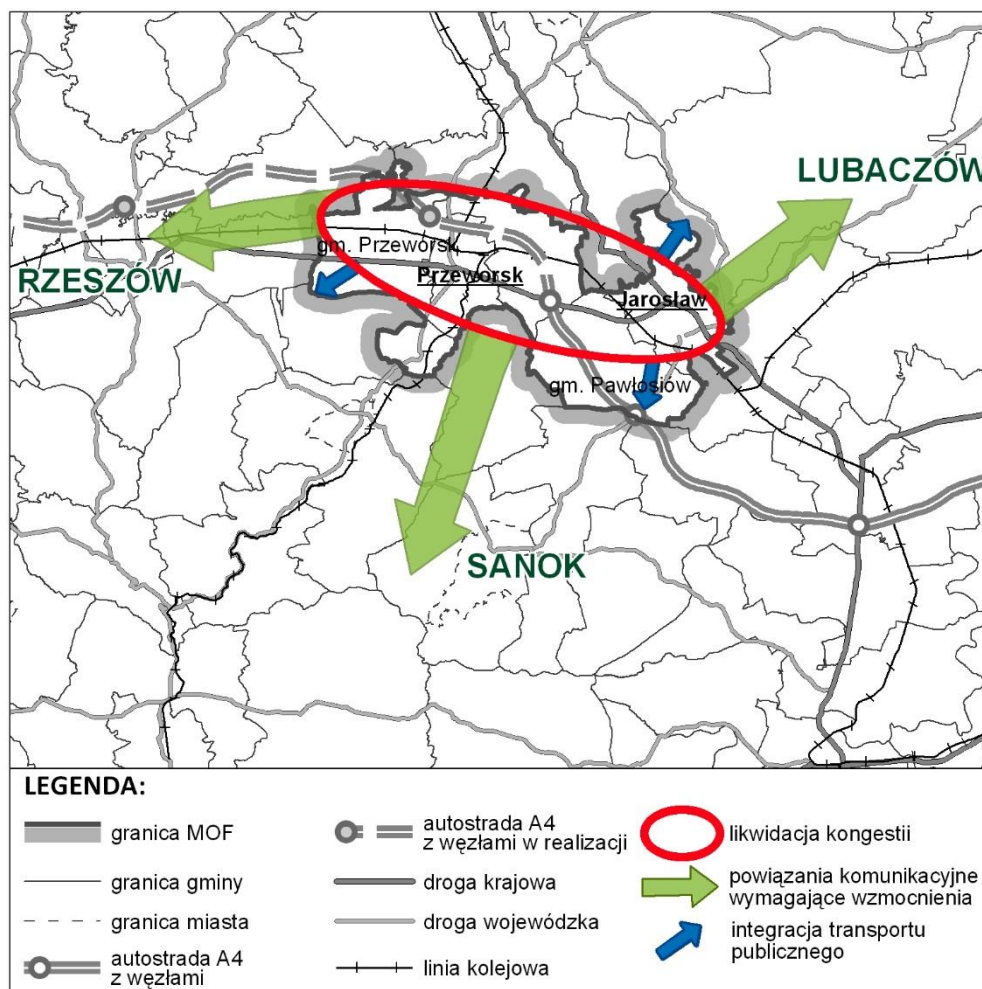 LUBACZÓW
gm. Przeworsk
RZESZÓW
Przeworsk
Jarosław
gm. Pawłosiów
SANOK
LEGENDA:
granica MOF
granica gminy
granica miasta
autostrada A4
z węzłami
autostrada A4
z węzłami w realizacji
droga krajowa
droga wojewódzka
linia kolejowa
likwidacja kongestii
powiązania komunikacyjne
wymagające wzmocnienia
integracja transportu
publicznego